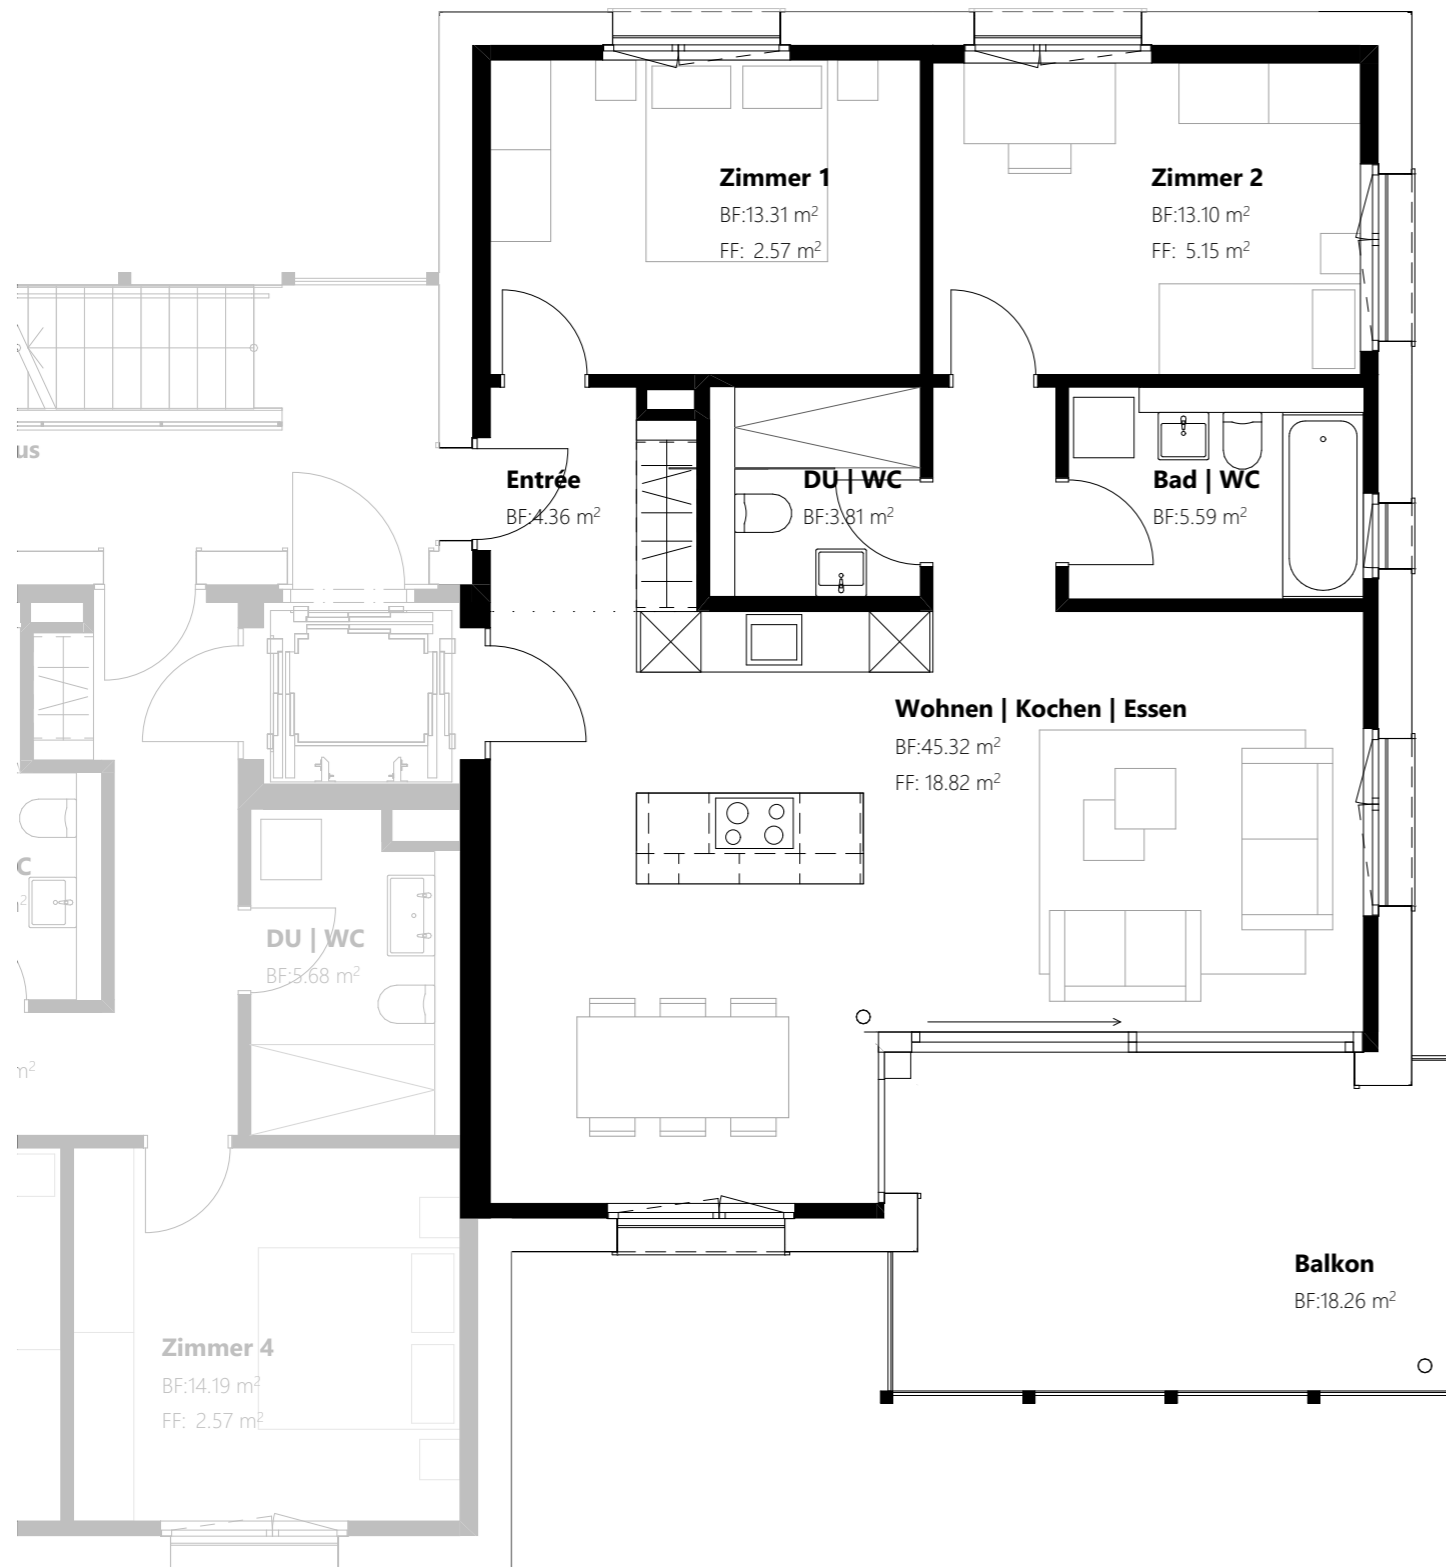 Zimmer 1
BF:13.31 m²
FF: 2.57 m²
Zimmer 2
BF:13.10 m²
FF: 5.15 m²
us
Entrée
BF:4.36 m²
DU | WC
BF:3.81 m²
Bad | WC
BF:5.59 m²
Wohnen | Kochen | Essen
BF:45.32 m²
FF: 18.82 m²
C
DU | WC
BF:5.68 m²
m²
Balkon
BF:18.26 m²
Zimmer 4
BF:14.19 m²
FF: 2.57 m²